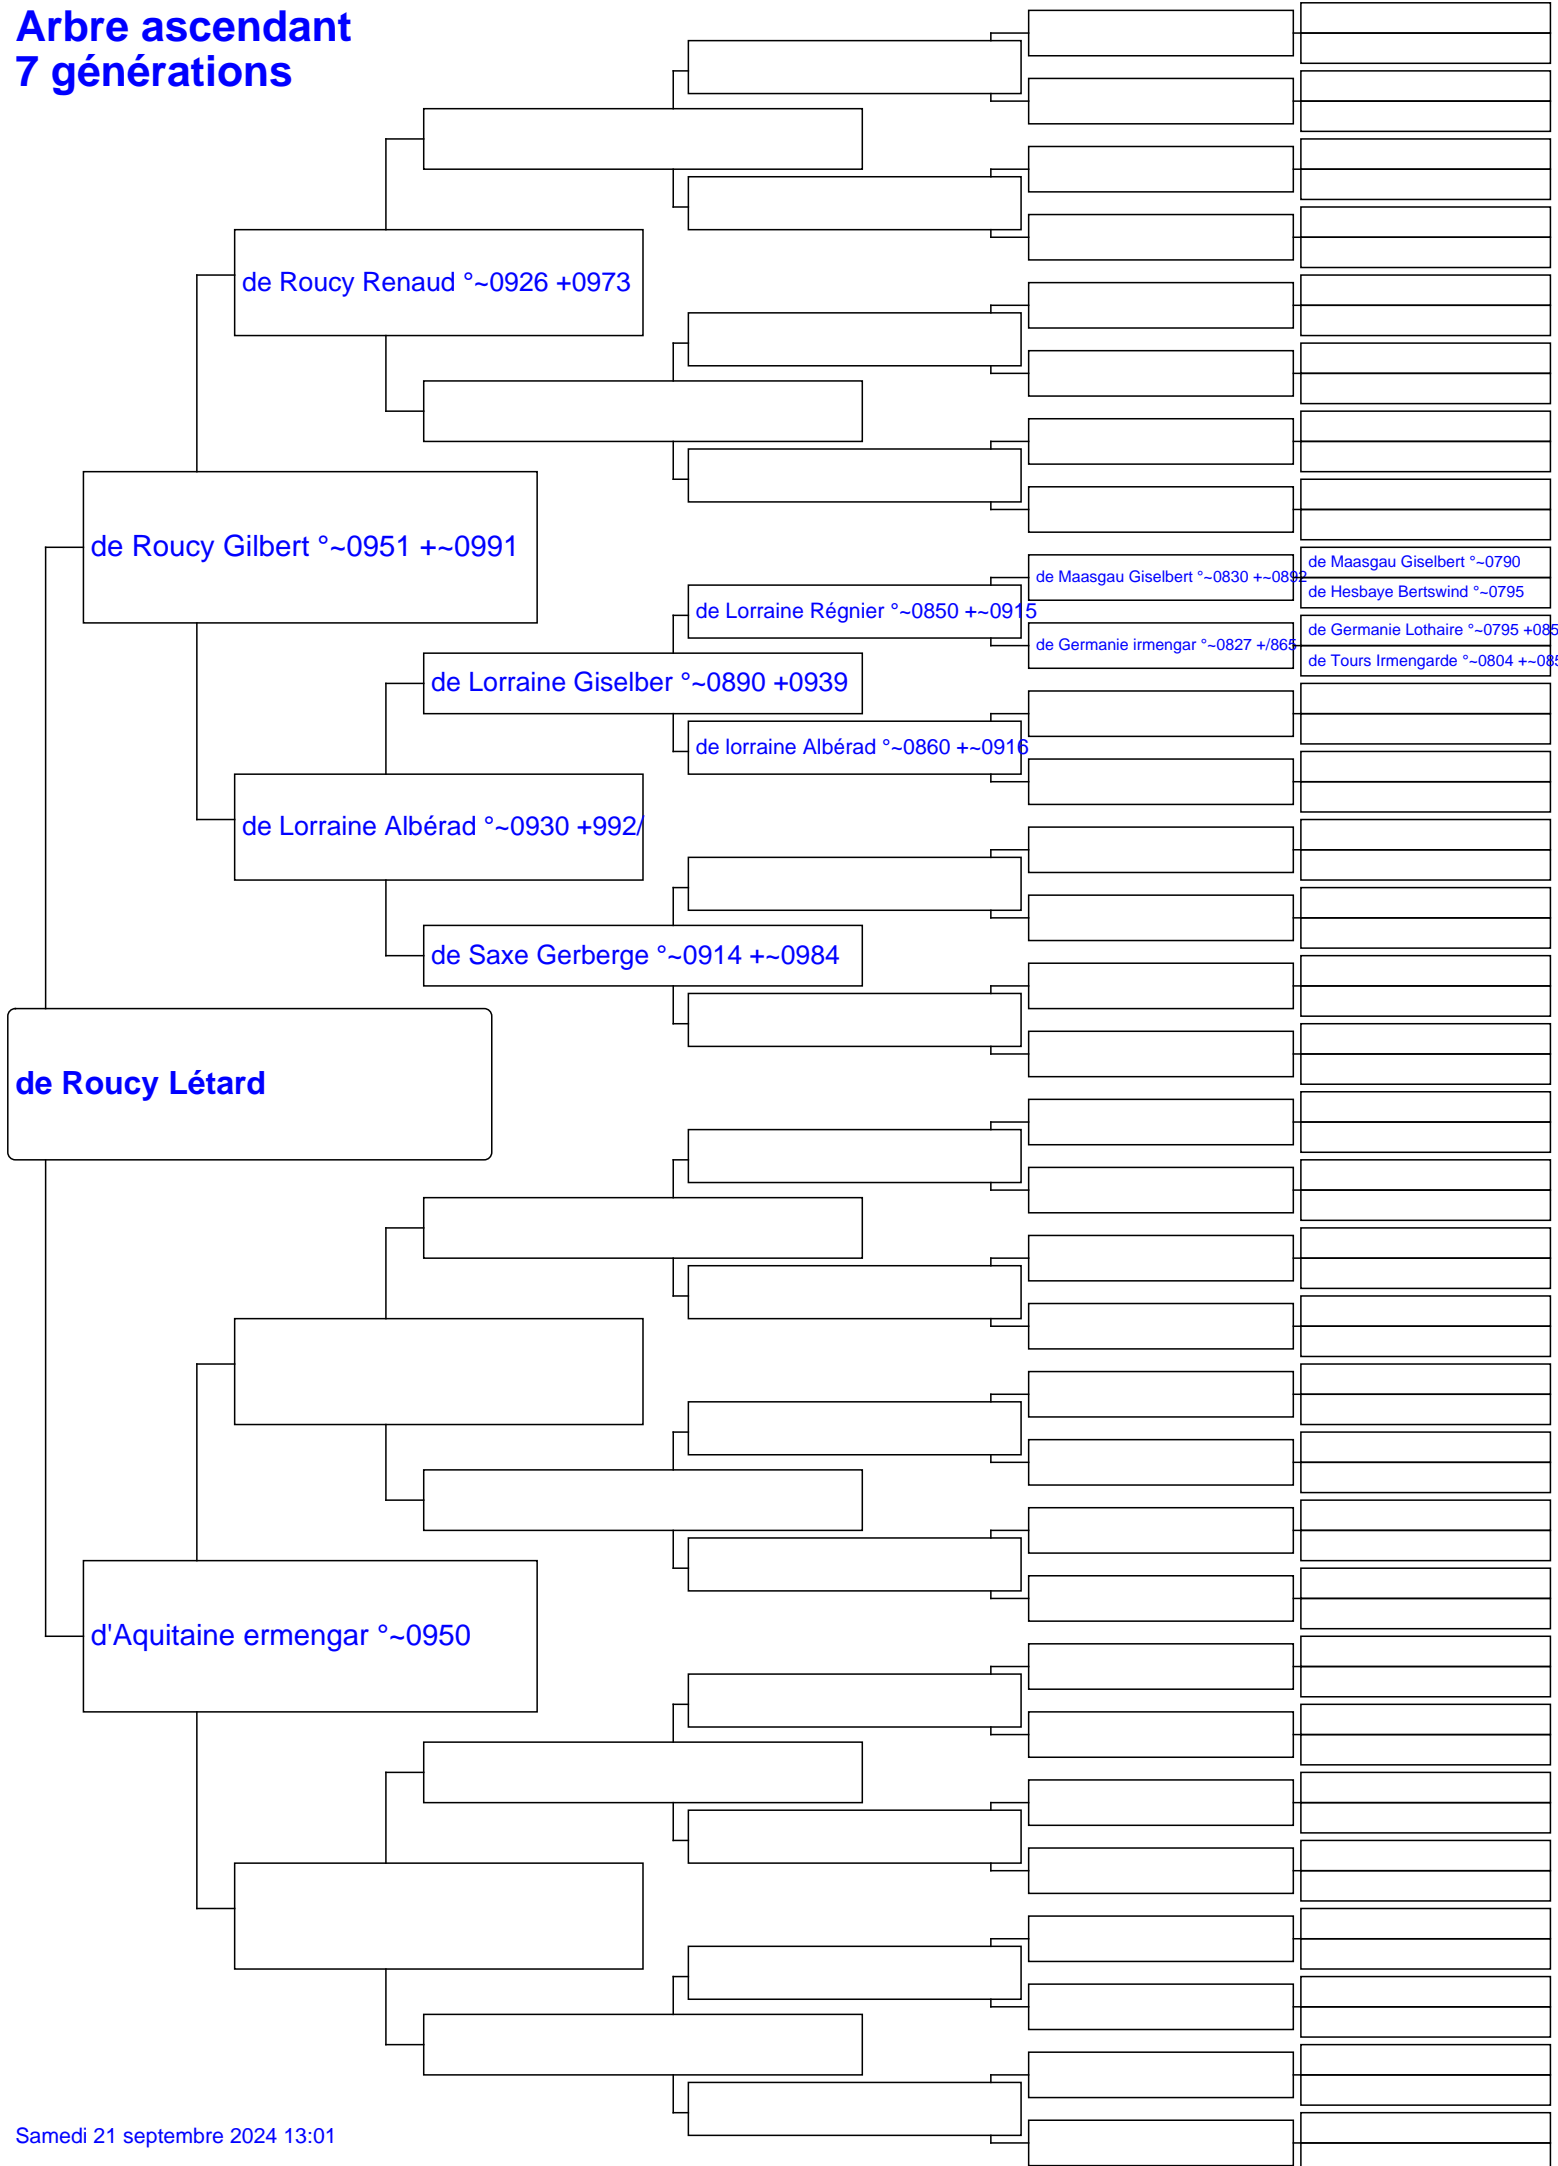 Arbre ascendant
7 générations
de Roucy Renaud °~0926 +0973
de Roucy Gilbert °~0951 +~0991
de Maasgau Giselbert °~0790
de Maasgau Giselbert °~0830 +~0892
de Hesbaye Bertswind °~0795
de Lorraine Régnier °~0850 +~0915
de Germanie Lothaire °~0795 +085
de Germanie irmengar °~0827 +/865
de Tours Irmengarde °~0804 +~085
de Lorraine Giselber °~0890 +0939
de lorraine Albérad °~0860 +~0916
de Lorraine Albérad °~0930 +992/
de Saxe Gerberge °~0914 +~0984
de Roucy Létard
d'Aquitaine ermengar °~0950
Samedi 21 septembre 2024 13:01